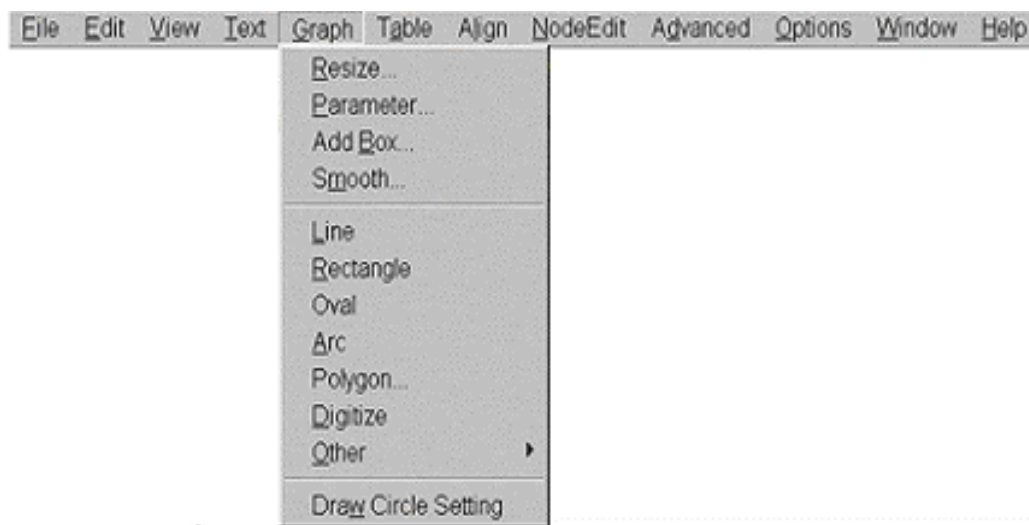 File Edit View Text Graph Table Align NodeEdit Advanced Options Window Help
Resize...
Parameter...
Add Box...
Smooth...
Line
Rectangle
Oval
Arc
Polygon...
Digitize
Other
Draw Circle Setting